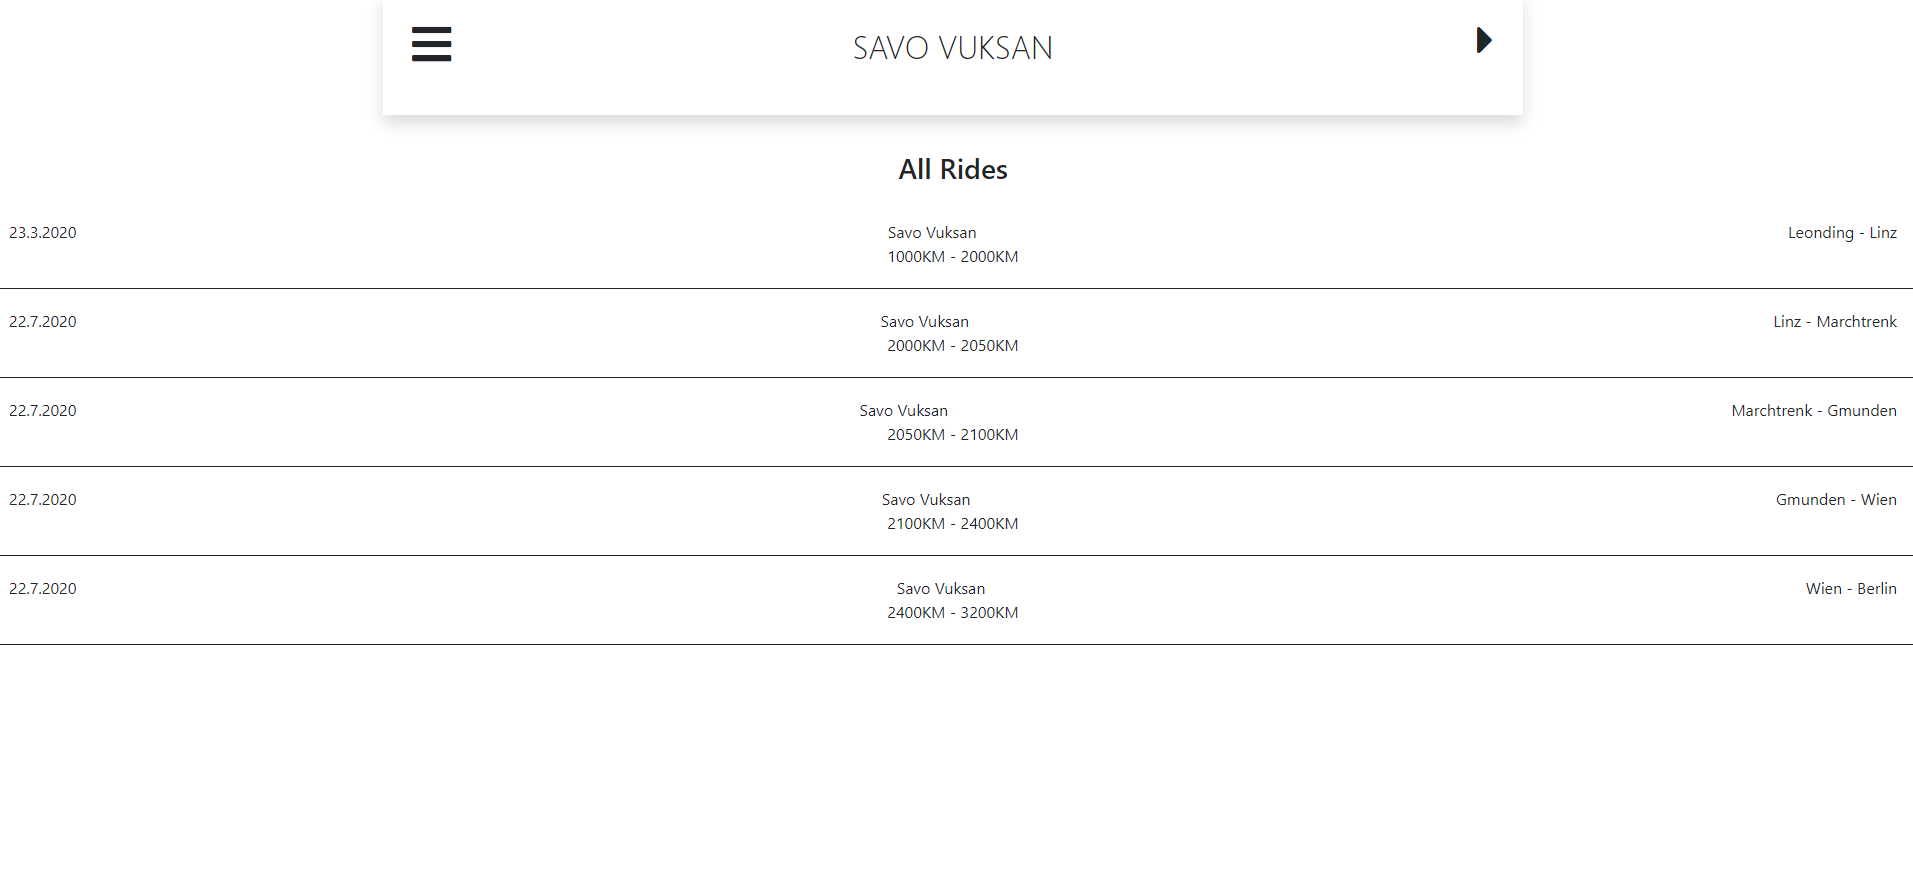 SAVO VUKSAN
All Rides
23.3.2020 Savo Vuksan Leonding - Linz
1000KM - 2000KM
22.7.2020 Savo Vuksan Linz - Marchtrenk
2000KM - 2050KM
22.7.2020 Savo Vuksan Marchtrenk - Gmunden
2050KM - 2100KM
22.7.2020 Savo Vuksan Gmunden - Wien
2100KM - 2400KM
22.7.2020 Savo Vuksan Wien - Berlin
2400KM - 3200KM